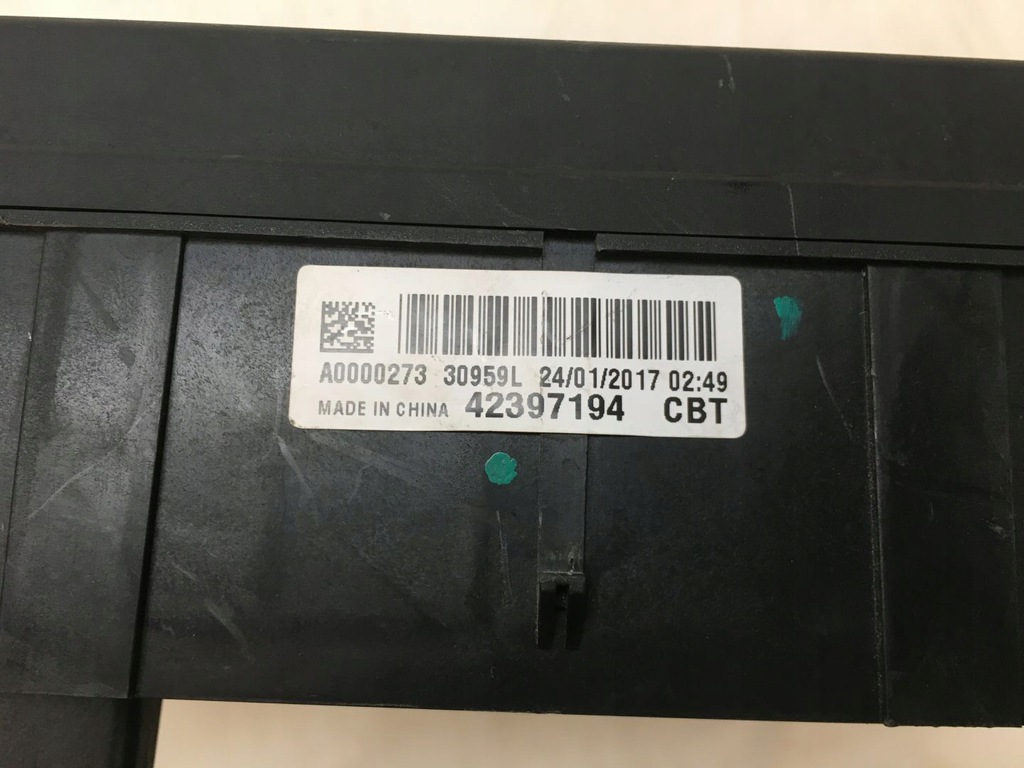 A0000273 30959L 24/01/2017 02:49
MADE IN CHINA 42397194 CBT